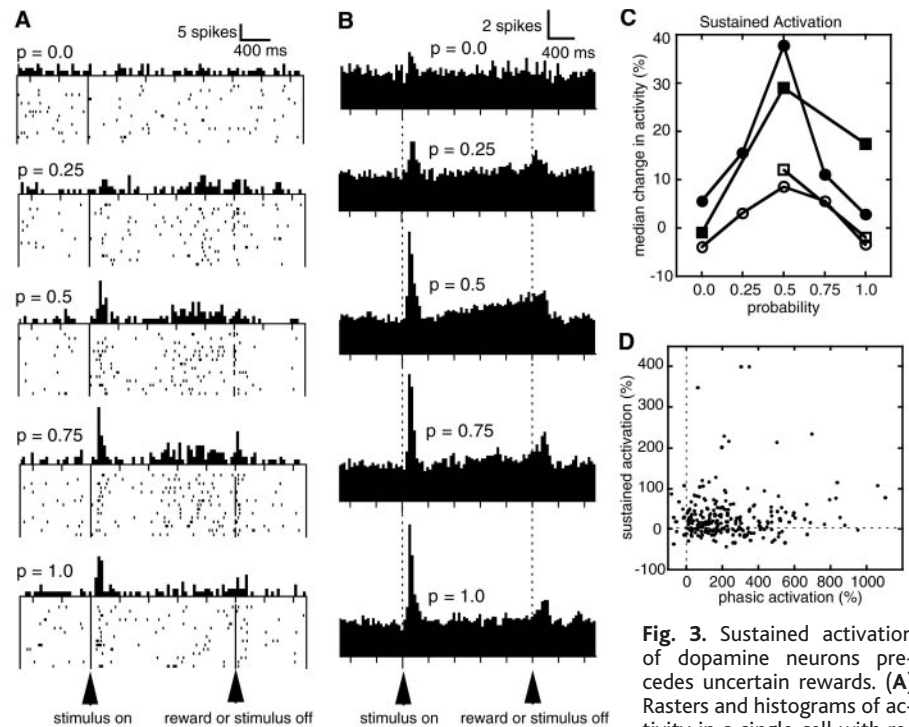 A
5 spikes
400 ms
p = 0.0
p = 0.25
p = 0.5
p = 0.75
p = 1.0
stimulus on
reward or stimulus off
B
2 spikes
400 ms
p = 0.0
p = 0.25
p = 0.5
p = 0.75
p = 1.0
stimulus on
reward or stimulus off
C
Sustained Activation
median change in activity (%)
40
30
20
10
0
-10
0.0 0.25 0.5 0.75 1.0
probability
D
sustained activation (%)
400
300
200
100
0
-100
0 200 400 600 800 1000
phasic activation (%)
Fig. 3. Sustained activation
of dopamine neurons pre-
cedes uncertain rewards. (A)
Rasters and histograms of ac-